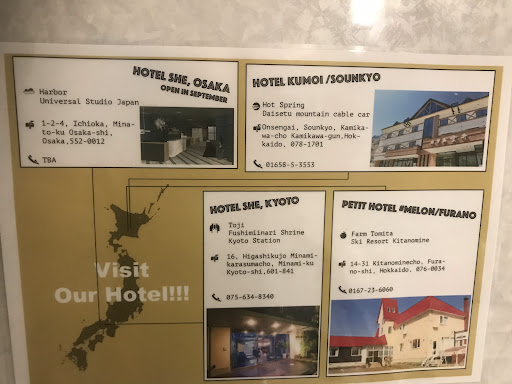 HOTEL SHE, OSAKA
OPEN IN SEPTEMBER
Harbor
Universal Studio Japan
1-2-4, Ichioka, Mina-
to-ku Osaka-shi,
Osaka,552-0012
TBA
HOTEL KUMOI /SOUNKYO
Hot Spring
Daisetu mountain cable car
Onsengai, Sounkyo, Kamika-
wa-cho Kamikawa-gun,Hok-
kaido, 078-1701
01658-5-3553
HOTEL SHE, KYOTO
Toji
Fushimiinari Shrine
Kyoto Station
16, Higashikujo Minami-
karasumacho, Minami-ku
Kyoto-shi,601-841
075-634-8340
PETIT HOTEL #MELON/FURANO
Farm Tomita
Ski Resort Kitanomine
14-31 Kitanominecho, Fura-
no-shi, Hokkaido, 076-0034
0167-23-6060
Visit
Our Hotel!!!